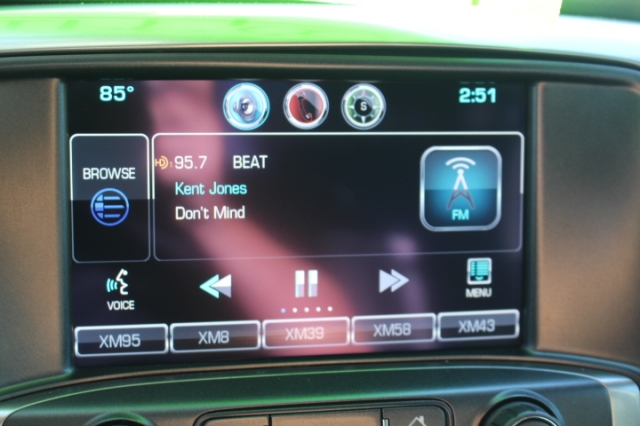 85° S 2:51
BROWSE
95.7 BEAT
Kent Jones
Don't Mind
FM
VOICE
MENU
XM95 XM8 XM39 XM58 XM43